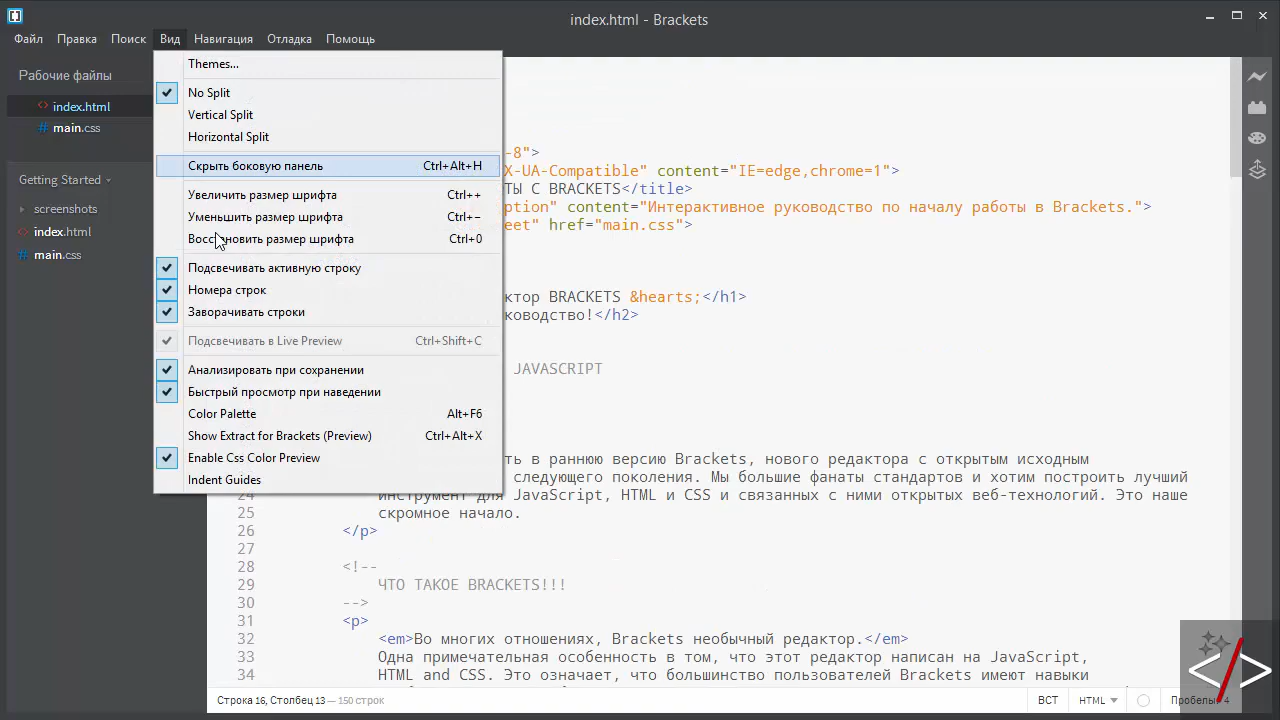 index.html - Brackets
Файл Правка Поиск Вид Навигация Отладка Помощь
Рабочие файлы
index.html
main.css
Getting Started
screenshots
index.html
main.css
Themes...
No Split
Vertical Split
Horizontal Split
Скрыть боковую панель Ctrl+Alt+H
Увеличить размер шрифта Ctrl++
Уменьшить размер шрифта Ctrl+−
Восстановить размер шрифта Ctrl+0
Подсвечивать активную строку
Номера строк
Заворачивать строки
Подсвечивать в Live Preview Ctrl+Shift+C
Анализировать при сохранении
Быстрый просмотр при наведении
Color Palette Alt+F6
Show Extract for Brackets (Preview) Ctrl+Alt+X
Enable Css Color Preview
Indent Guides
-8">
X-UA-Compatible" content="IE=edge,chrome=1">
ТЫ С BRACKETS</title>
ption" content="Интерактивное руководство по началу работы в Brackets.">
eet" href="main.css">
ктор BRACKETS &hearts;</h1>
ководство!</h2>
JAVASCRIPT
ть в раннюю версию Brackets, нового редактора с открытым исходным
следующего поколения. Мы большие фанаты стандартов и хотим построить лучший
24 инструмент для JavaScript, HTML и CSS и связанных с ними открытых веб-технологий. Это наше
25 скромное начало.
26 </p>
27
28 <!--
29 ЧТО ТАКОЕ BRACKETS!!!
30 -->
31 <p>
32 <em>Во многих отношениях, Brackets необычный редактор.</em>
33 Одна примечательная особенность в том, что этот редактор написан на JavaScript,
34 HTML and CSS. Это означает, что большинство пользователей Brackets имеют навыки
Строка 16, Столбец 13 — 150 строк
ВСТ HTML Пробелы: 4